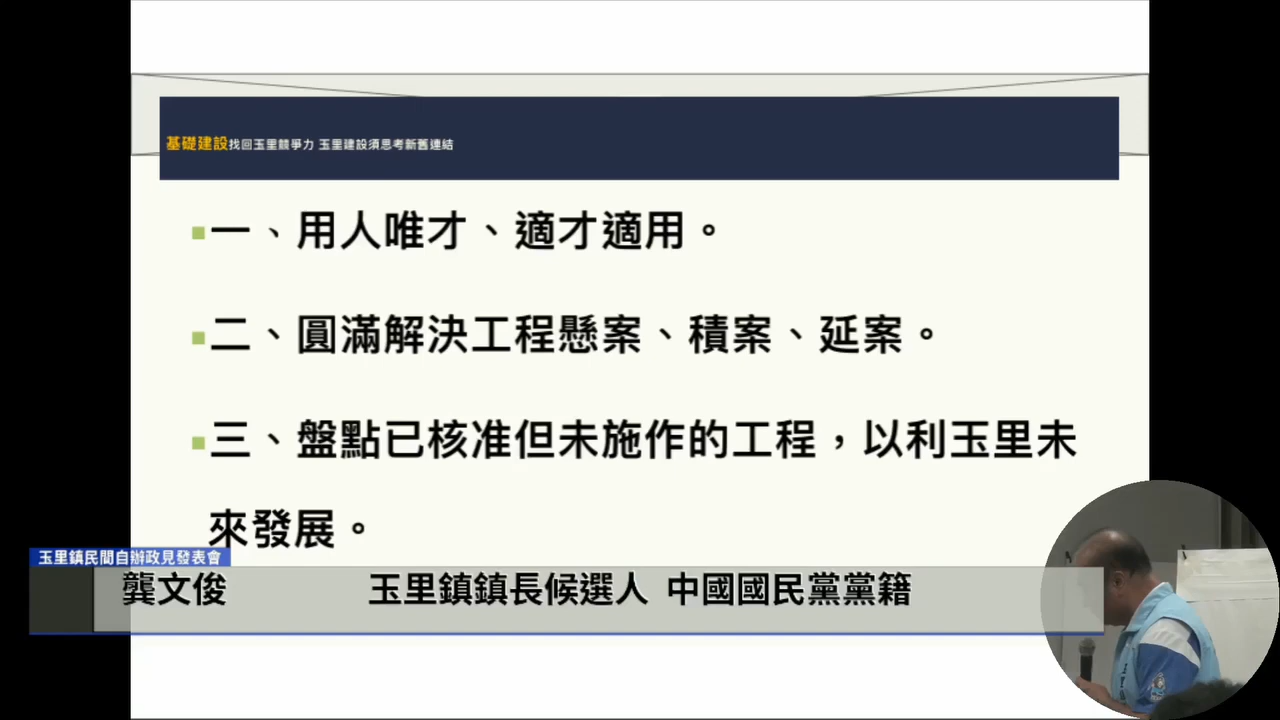 基礎建設找回玉里競爭力 玉里建設須思考新舊連結
一、用人唯才、適才適用。
二、圓滿解決工程懸案、積案、延案。
三、盤點已核准但未施作的工程，以利玉里未
來發展。
玉里鎮民間自辦政見發表會
龔文俊 玉里鎮鎮長候選人 中國國民黨黨籍